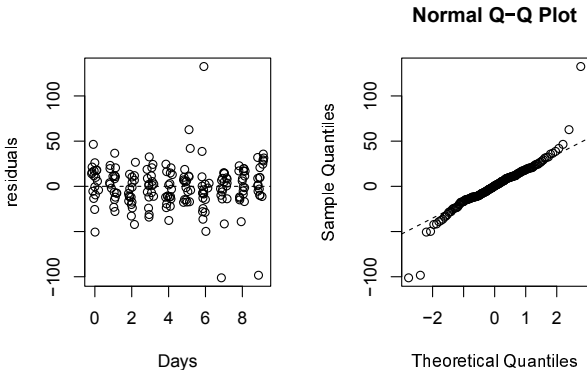 Normal Q−Q Plot
residuals
100
50
0
−100
0 2 4 6 8
Days
Sample Quantiles
100
50
0
−100
−2 0 1 2
Theoretical Quantiles